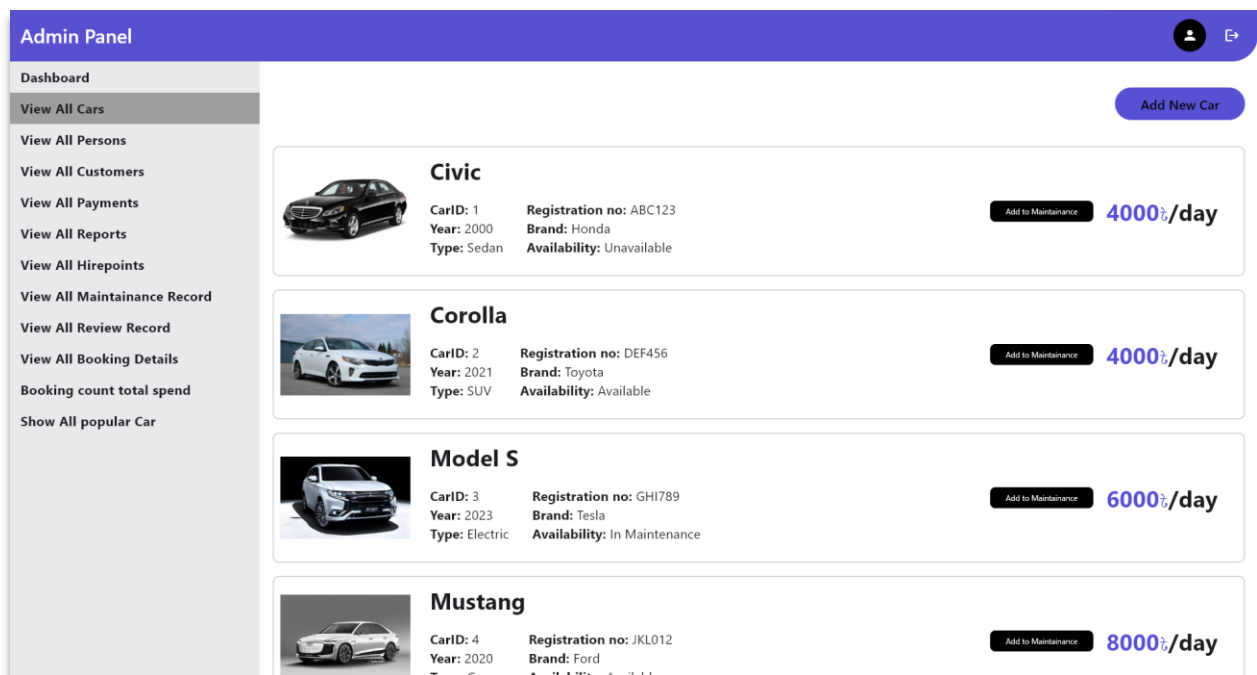 Admin Panel
Dashboard
View All Cars
View All Persons
View All Customers
View All Payments
View All Reports
View All Hirepoints
View All Maintainance Record
View All Review Record
View All Booking Details
Booking count total spend
Show All popular Car
Add New Car
Civic
CarID: 1 Registration no: ABC123
Year: 2000 Brand: Honda
Type: Sedan Availability: Unavailable
Add to Maintainance 4000৳/day
Corolla
CarID: 2 Registration no: DEF456
Year: 2021 Brand: Toyota
Type: SUV Availability: Available
Add to Maintainance 4000৳/day
Model S
CarID: 3 Registration no: GHI789
Year: 2023 Brand: Tesla
Type: Electric Availability: In Maintenance
Add to Maintainance 6000৳/day
Mustang
CarID: 4 Registration no: JKL012
Year: 2020 Brand: Ford
Add to Maintainance 8000৳/day